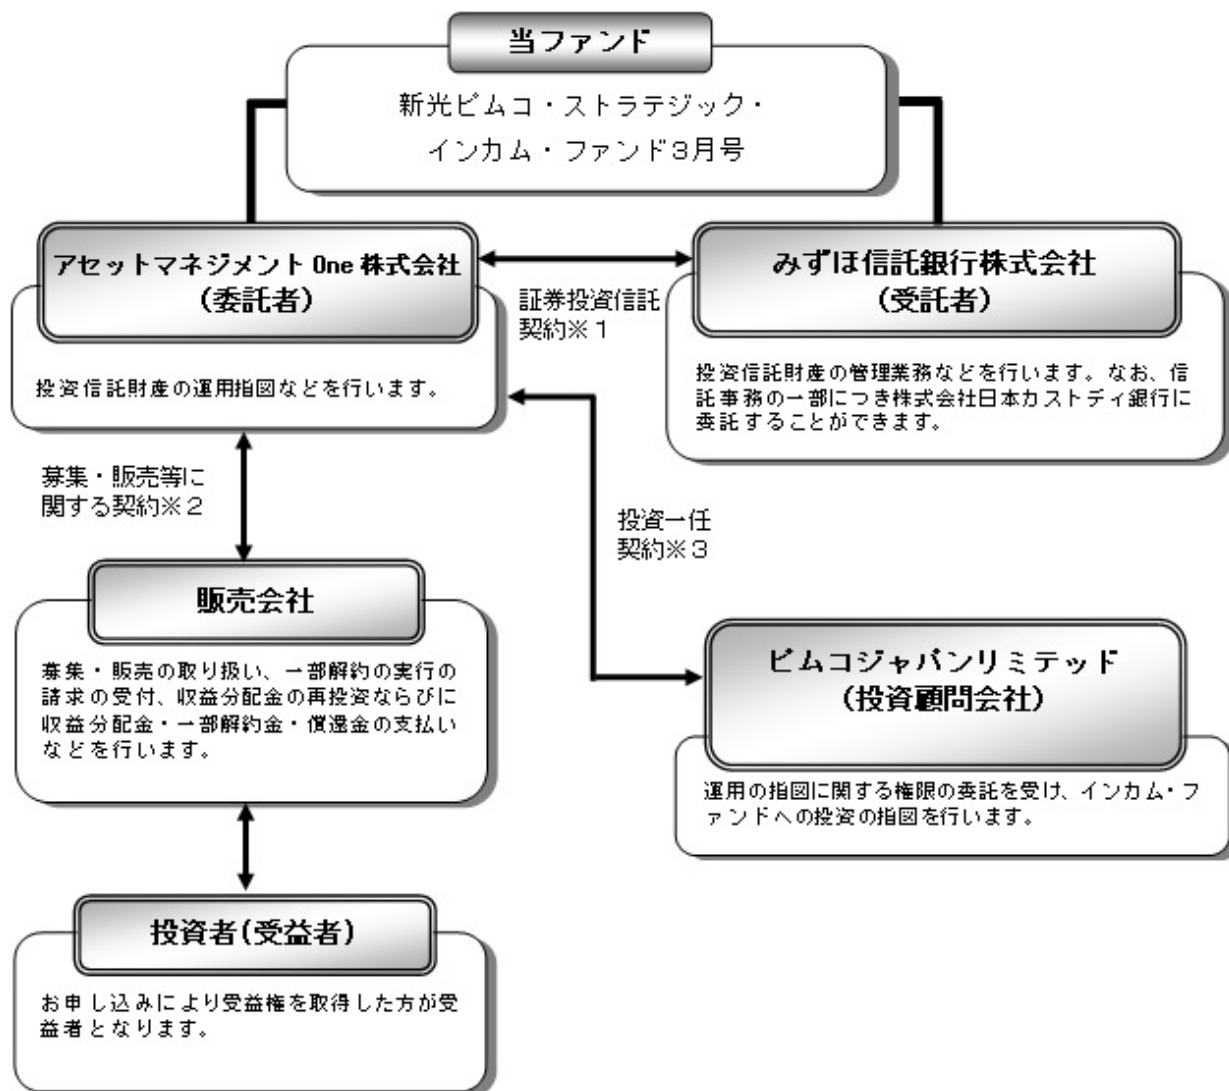 当ファンド
新光ピムコ・ストラテジック・
インカム・ファンド3月号
アセットマネジメント One 株式会社
(委託者)
投資信託財産の運用指図などを行います。
証券投資信託
契約※1
みずほ信託銀行株式会社
(受託者)
投資信託財産の管理業務などを行います。なお、信
託事務の一部につき株式会社日本カストディ銀行に
委託することができます。
募集・販売等に
関する契約※2
投資一任
契約※3
販売会社
募集・販売の取り扱い、一部解約の実行の
請求の受付、収益分配金の再投資ならびに
収益分配金・一部解約金・償還金の支払い
などを行います。
ピムコジャパンリミテッド
(投資顧問会社)
運用の指図に関する権限の委託を受け、インカム・フ
ァンドへの投資の指図を行います。
投資者(受益者)
お申し込みにより受益権を取得した方が受
益者となります。